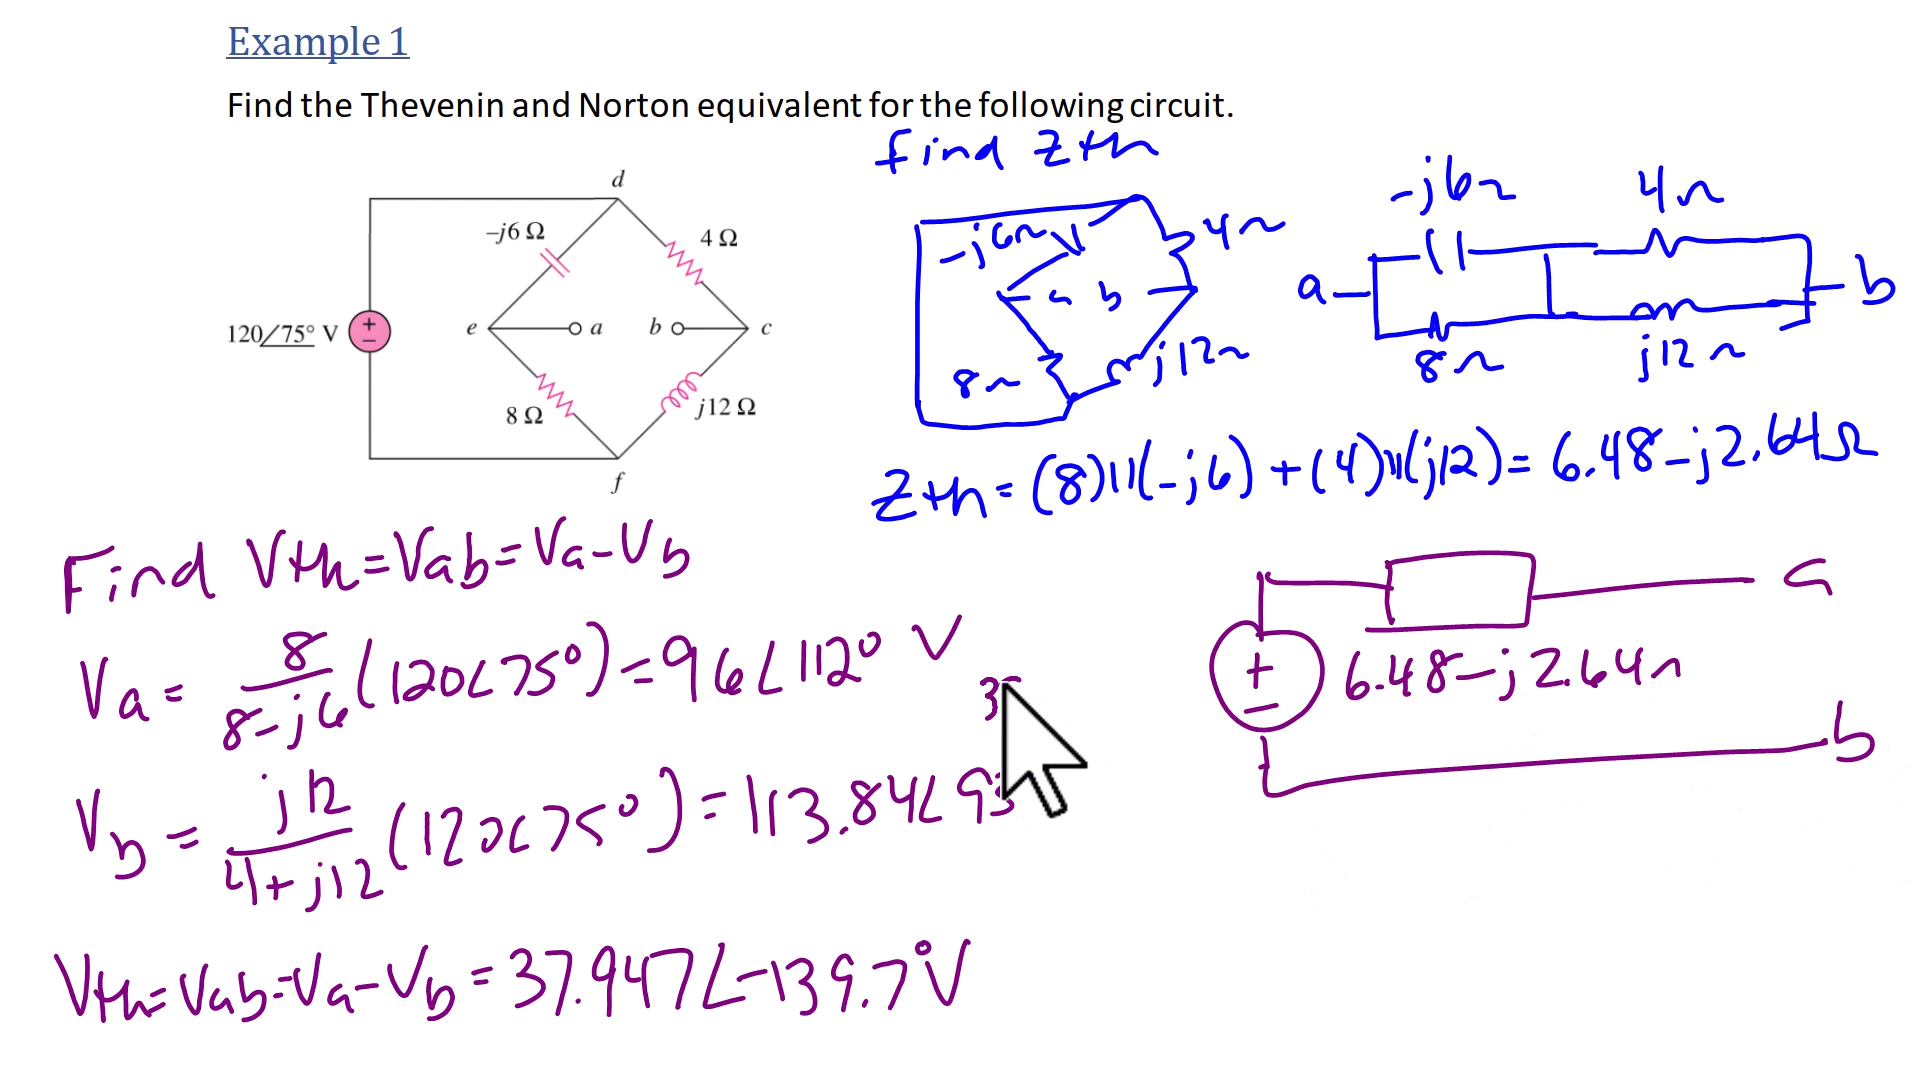 Example 1
Find the Thevenin and Norton equivalent for the following circuit.
find Zth
d
-j6 Ω
4 Ω
120/75° V
+
−
e
a
b
c
8 Ω
j12 Ω
f
-j6Ω
4Ω
a
b
8Ω
j12Ω
-j6Ω
4Ω
a
b
8Ω
j12Ω
Zth = (8)||(-j6) + (4)||(j12) = 6.48-j2.64Ω
Find Vth=Vab=Va-Vb
Va = 8/8-j6 (120<75°) = 96∠112° V
Vb = j12/4+j12 (120<75°) = 113.84∠93
Vth=Vab=Va-Vb = 37.947∠-139.7° V
3
+
−
6.48-j2.64Ω
a
b